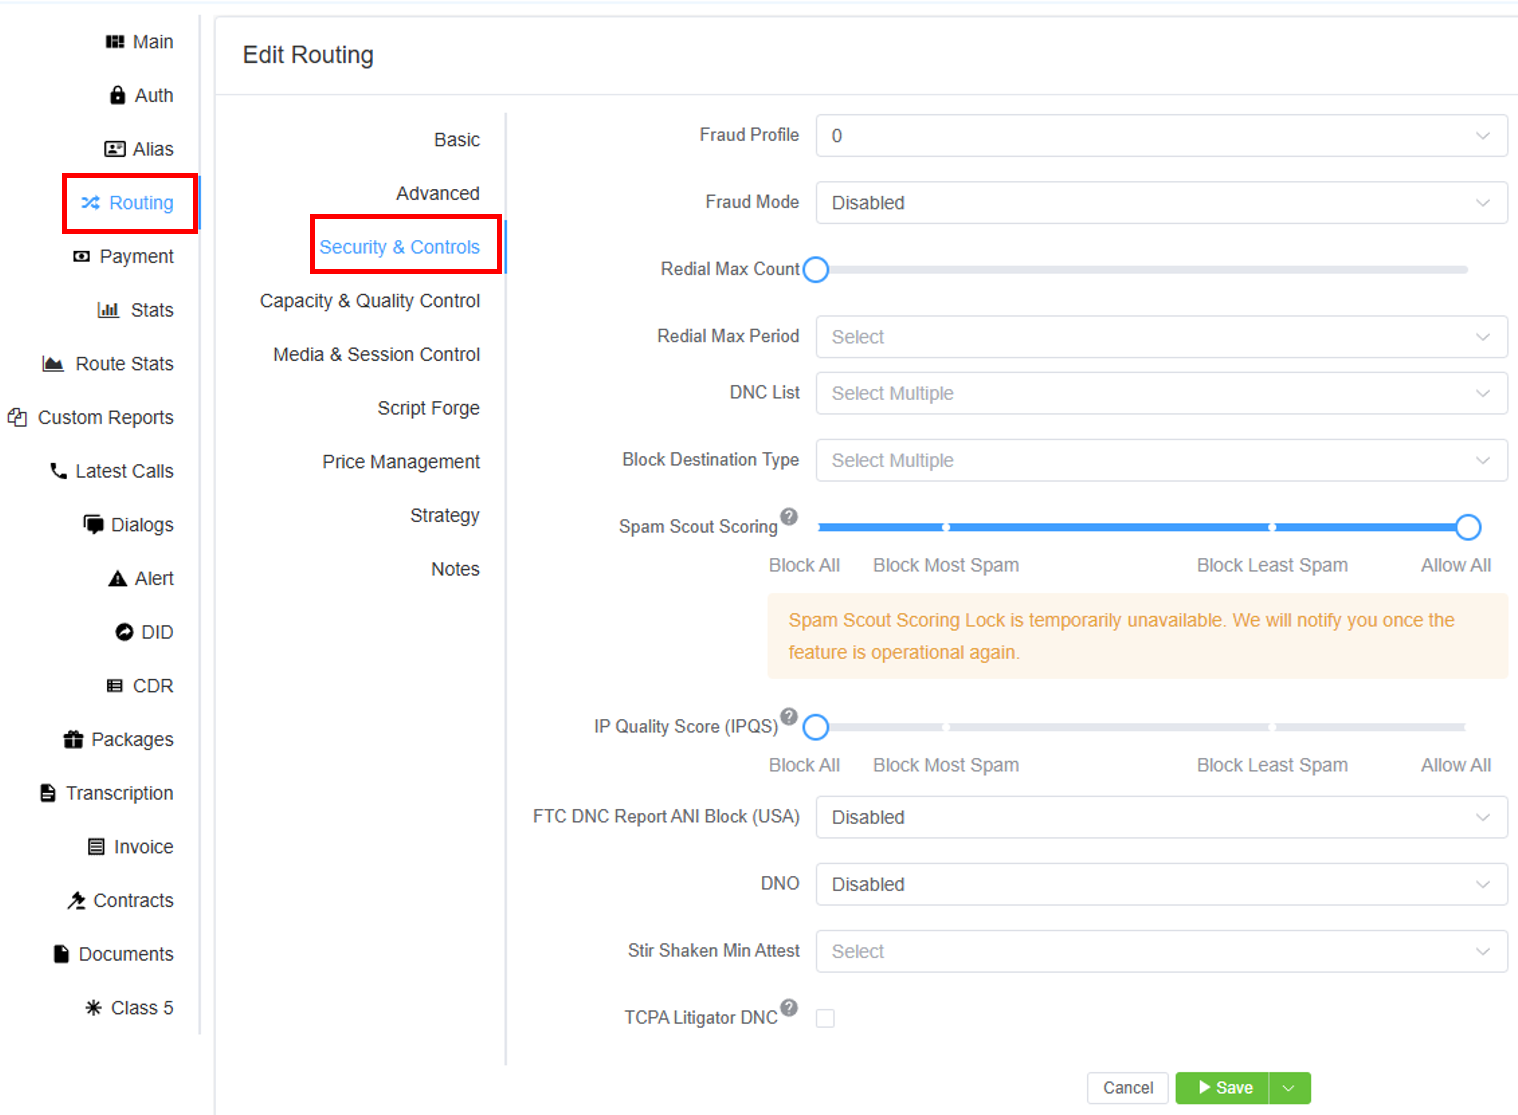 Main
Auth
Alias
Routing
Payment
Stats
Route Stats
Custom Reports
Latest Calls
Dialogs
Alert
DID
CDR
Packages
Transcription
Invoice
Contracts
Documents
Class 5
Edit Routing
Basic
Advanced
Security & Controls
Capacity & Quality Control
Media & Session Control
Script Forge
Price Management
Strategy
Notes
Fraud Profile 0
Fraud Mode Disabled
Redial Max Count
Redial Max Period Select
DNC List Select Multiple
Block Destination Type Select Multiple
Spam Scout Scoring ?
Block All Block Most Spam Block Least Spam Allow All
Spam Scout Scoring Lock is temporarily unavailable. We will notify you once the
feature is operational again.
IP Quality Score (IPQS) ?
Block All Block Most Spam Block Least Spam Allow All
FTC DNC Report ANI Block (USA) Disabled
DNO Disabled
Stir Shaken Min Attest Select
TCPA Litigator DNC ?
Cancel Save